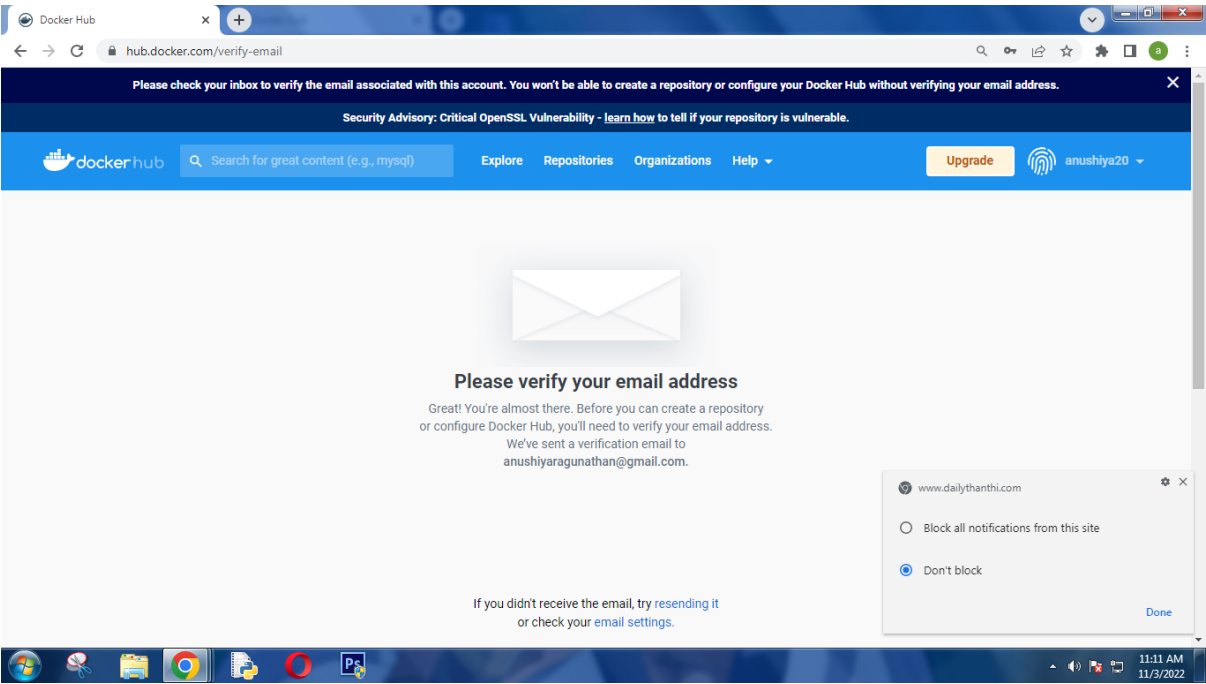 Docker Hub
hub.docker.com/verify-email
a
Please check your inbox to verify the email associated with this account. You won't be able to create a repository or configure your Docker Hub without verifying your email address.
Security Advisory: Critical OpenSSL Vulnerability - learn how to tell if your repository is vulnerable.
dockerhub
Search for great content (e.g., mysql)
Explore
Repositories
Organizations
Help
Upgrade
anushiya20
Please verify your email address
Great! You're almost there. Before you can create a repository
or configure Docker Hub, you'll need to verify your email address.
We've sent a verification email to
anushiyaragunathan@gmail.com.
www.dailythanthi.com
Block all notifications from this site
Don't block
Done
If you didn't receive the email, try resending it
or check your email settings.
Ps
11:11 AM
11/3/2022